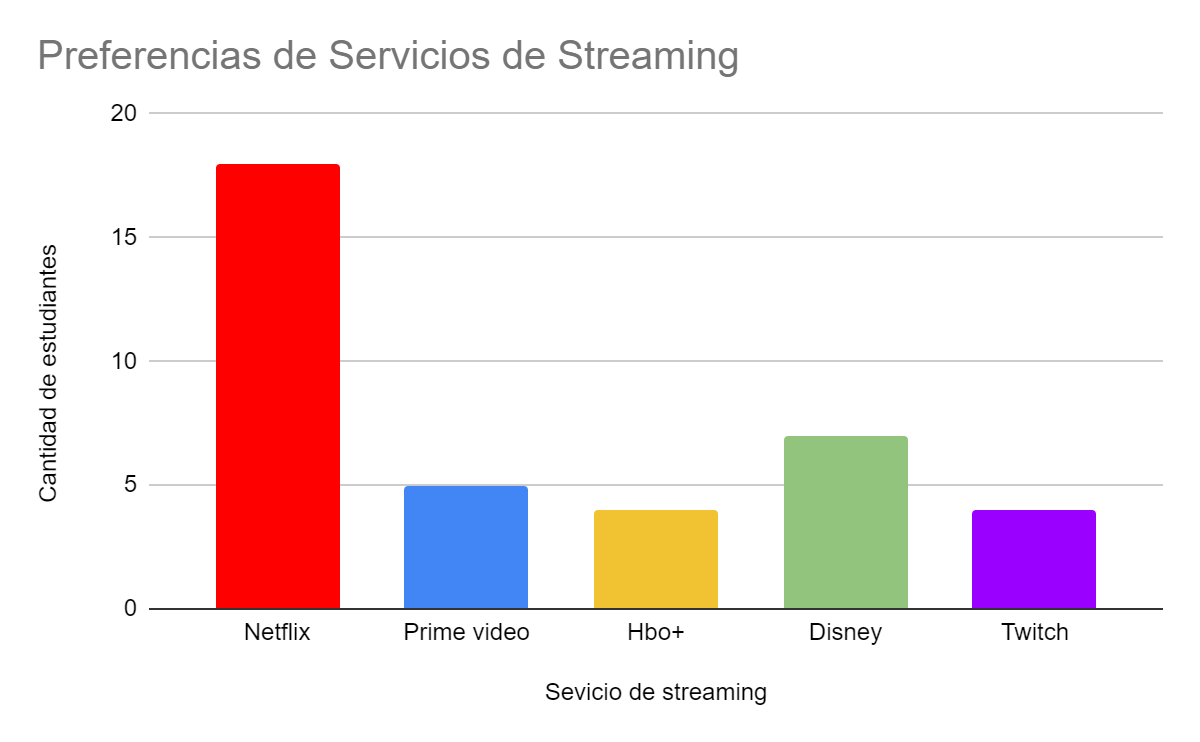 Preferencias de Servicios de Streaming
20
15
10
5
0
Cantidad de estudiantes
Netflix Prime video Hbo+ Disney Twitch
Sevicio de streaming